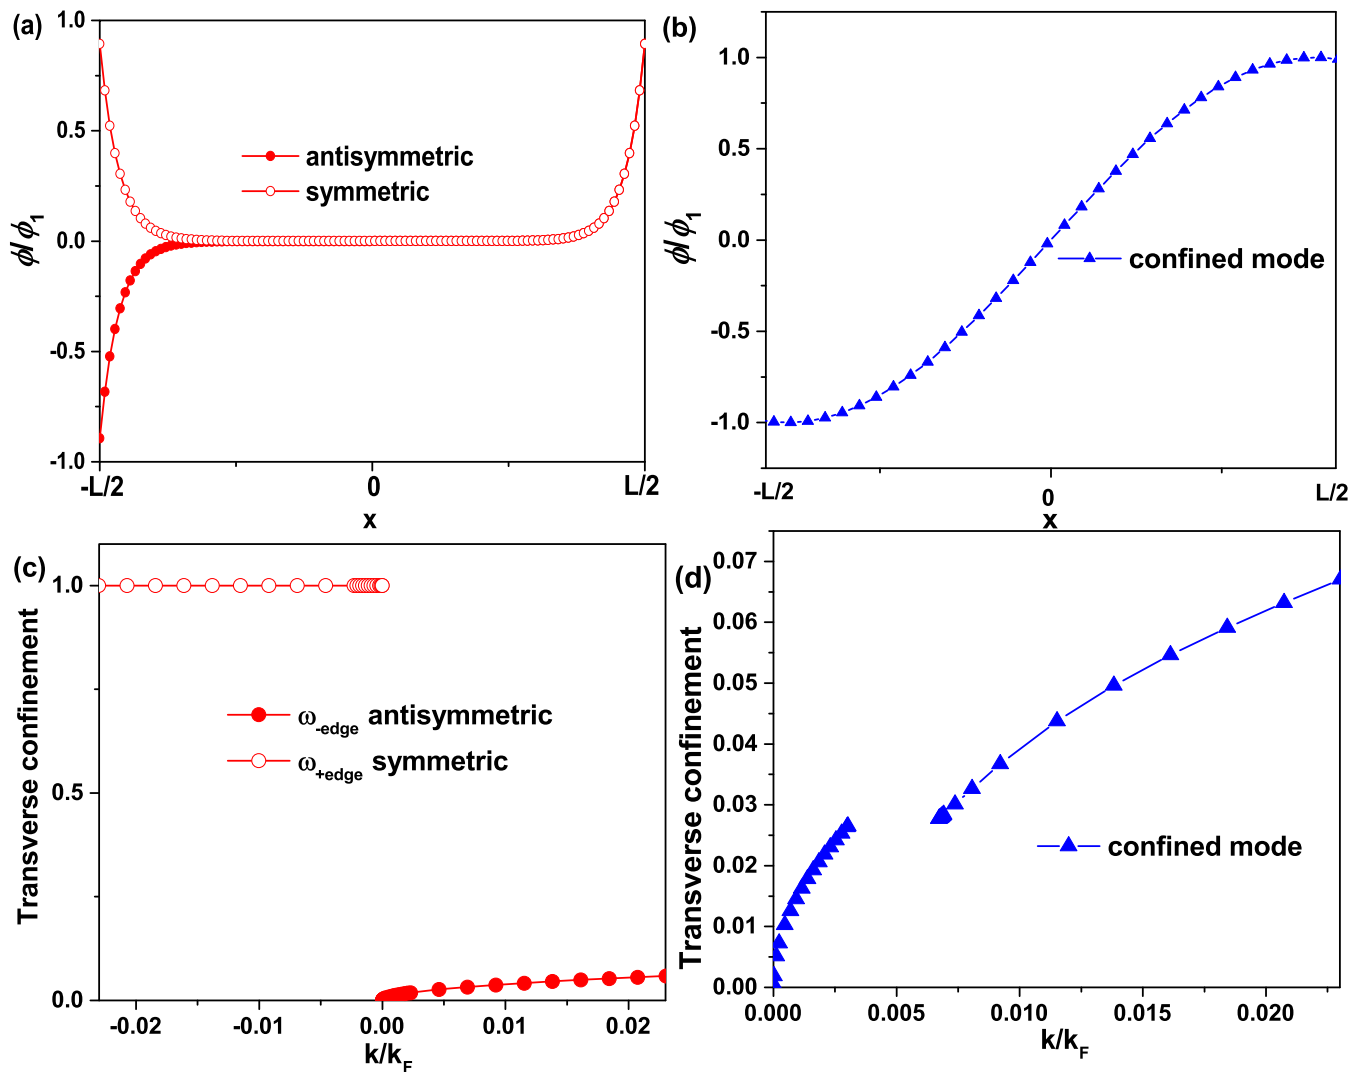 (a)
1.0
0.5
0.0
-0.5
-1.0
ϕ/ϕ1
antisymmetric
symmetric
-L/2
0
L/2
x
(b)
1.0
0.5
0.0
-0.5
-1.0
ϕ/ϕ1
confined mode
-L/2
0
L/2
x
(c)
1.0
0.5
0.0
Transverse confinement
ω-edge antisymmetric
ω+edge symmetric
-0.02
-0.01
0.00
0.01
0.02
k/kF
(d)
0.07
0.06
0.05
0.04
0.03
0.02
0.01
0.00
Transverse confinement
confined mode
0.000
0.005
0.010
0.015
0.020
k/kF